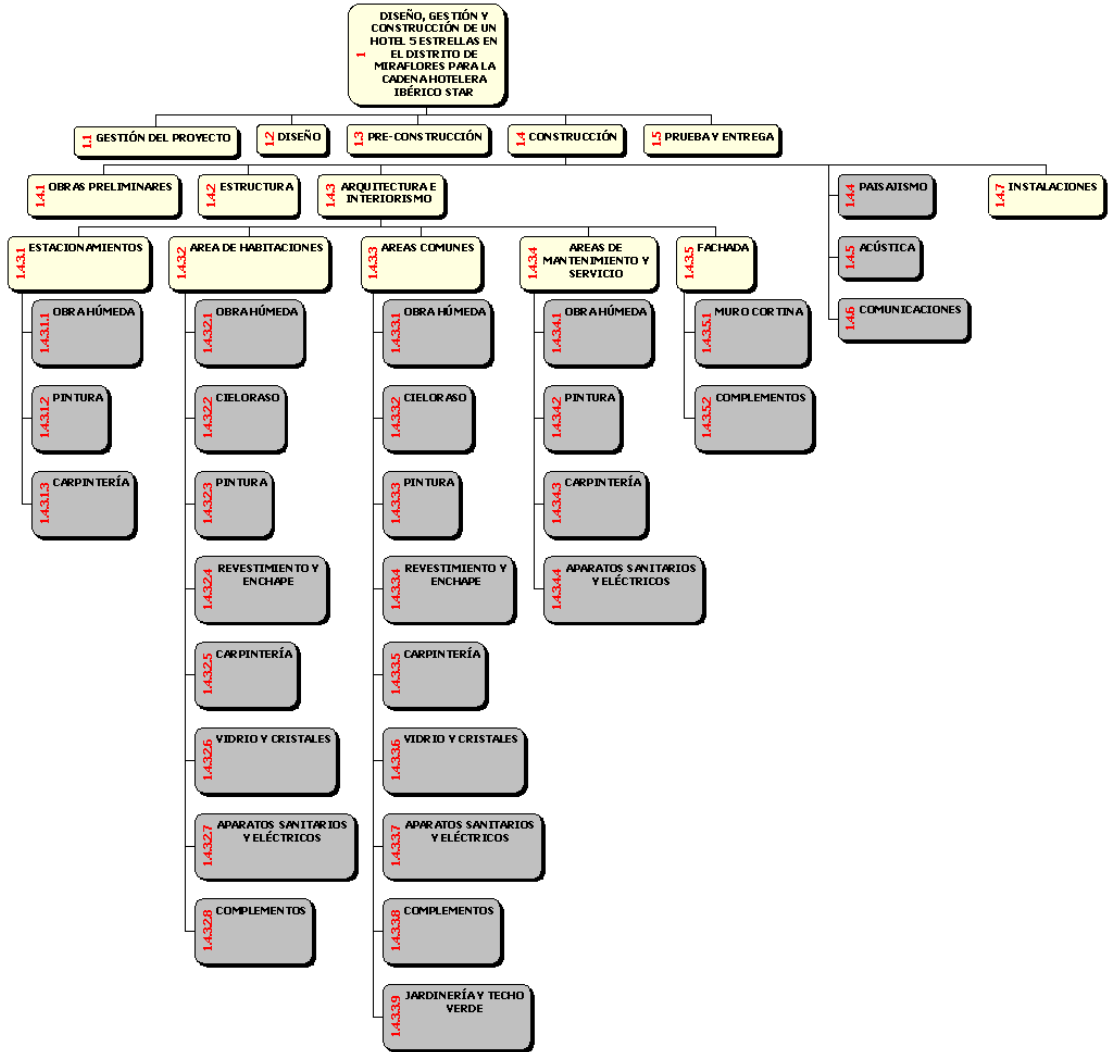 1
DISEÑO, GESTIÓN Y
CONSTRUCCIÓN DE UN
HOTEL 5 ESTRELLAS EN
EL DISTRITO DE
MIRAFLORES PARA LA
CADENA HOTELERA
IBÉRICO STAR
1.1 GESTIÓN DEL PROYECTO
1.2 DISEÑO
1.3 PRE-CONSTRUCCIÓN
1.4 CONSTRUCCIÓN
1.5 PRUEBA Y ENTREGA
1.4.1 OBRAS PRELIMINARES
1.4.2 ESTRUCTURA
1.4.3 ARQUITECTURA E
INTERIORISMO
1.4.4 PAISAJISMO
1.4.5 ACÚSTICA
1.4.6 COMUNICACIONES
1.4.7 INSTALACIONES
1.4.3.1 ESTACIONAMIENTOS
1.4.3.1.1 OBRA HÚMEDA
1.4.3.1.2 PINTURA
1.4.3.1.3 CARPINTERÍA
1.4.3.2 AREA DE HABITACIONES
1.4.3.2.1 OBRA HÚMEDA
1.4.3.2.2 CIELORASO
1.4.3.2.3 PINTURA
1.4.3.2.4 REVESTIMIENTO Y
ENCHAPE
1.4.3.2.5 CARPINTERÍA
1.4.3.2.6 VIDRIO Y CRISTALES
1.4.3.2.7 APARATOS SANITARIOS
Y ELÉCTRICOS
1.4.3.2.8 COMPLEMENTOS
1.4.3.3 AREAS COMUNES
1.4.3.3.1 OBRA HÚMEDA
1.4.3.3.2 CIELORASO
1.4.3.3.3 PINTURA
1.4.3.3.4 REVESTIMIENTO Y
ENCHAPE
1.4.3.3.5 CARPINTERÍA
1.4.3.3.6 VIDRIO Y CRISTALES
1.4.3.3.7 APARATOS SANITARIOS
Y ELÉCTRICOS
1.4.3.3.8 COMPLEMENTOS
1.4.3.3.9 JARDINERÍA Y TECHO
VERDE
1.4.3.4 AREAS DE
MANTENIMIENTO Y
SERVICIO
1.4.3.4.1 OBRA HÚMEDA
1.4.3.4.2 PINTURA
1.4.3.4.3 CARPINTERÍA
1.4.3.4.4 APARATOS SANITARIOS
Y ELÉCTRICOS
1.4.3.5 FACHADA
1.4.3.5.1 MURO CORTINA
1.4.3.5.2 COMPLEMENTOS